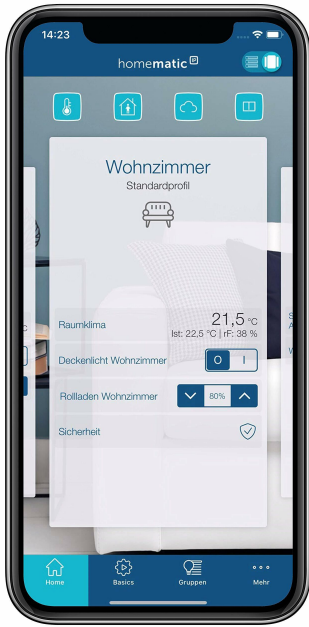 14:23
homematic IP
Wohnzimmer
Standardprofil
Raumklima
21,5 °C
Ist: 22,5 °C | rF: 38 %
Deckenlicht Wohnzimmer
O I
Rollladen Wohnzimmer
80%
Sicherheit
Home Basics Gruppen Mehr